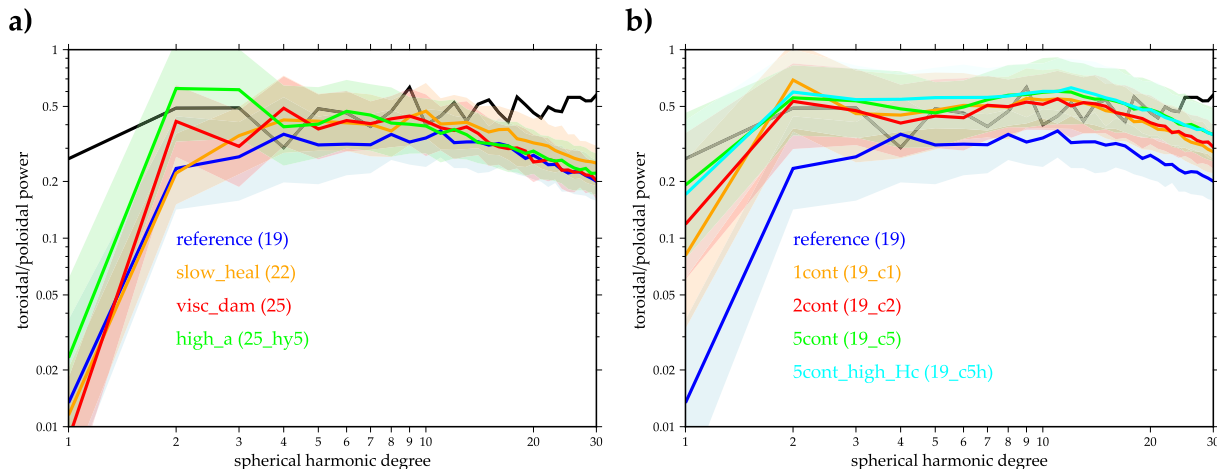 a)
toroidal/poloidal power
1
0.5
0.2
0.1
0.05
0.02
0.01
reference (19)
slow_heal (22)
visc_dam (25)
high_a (25_hy5)
1 2 3 4 5 6 7 8 9 10 20 30
spherical harmonic degree
b)
toroidal/poloidal power
1
0.5
0.2
0.1
0.05
0.02
0.01
reference (19)
1cont (19_c1)
2cont (19_c2)
5cont (19_c5)
5cont_high_Hc (19_c5h)
1 2 3 4 5 6 7 8 9 10 20 30
spherical harmonic degree